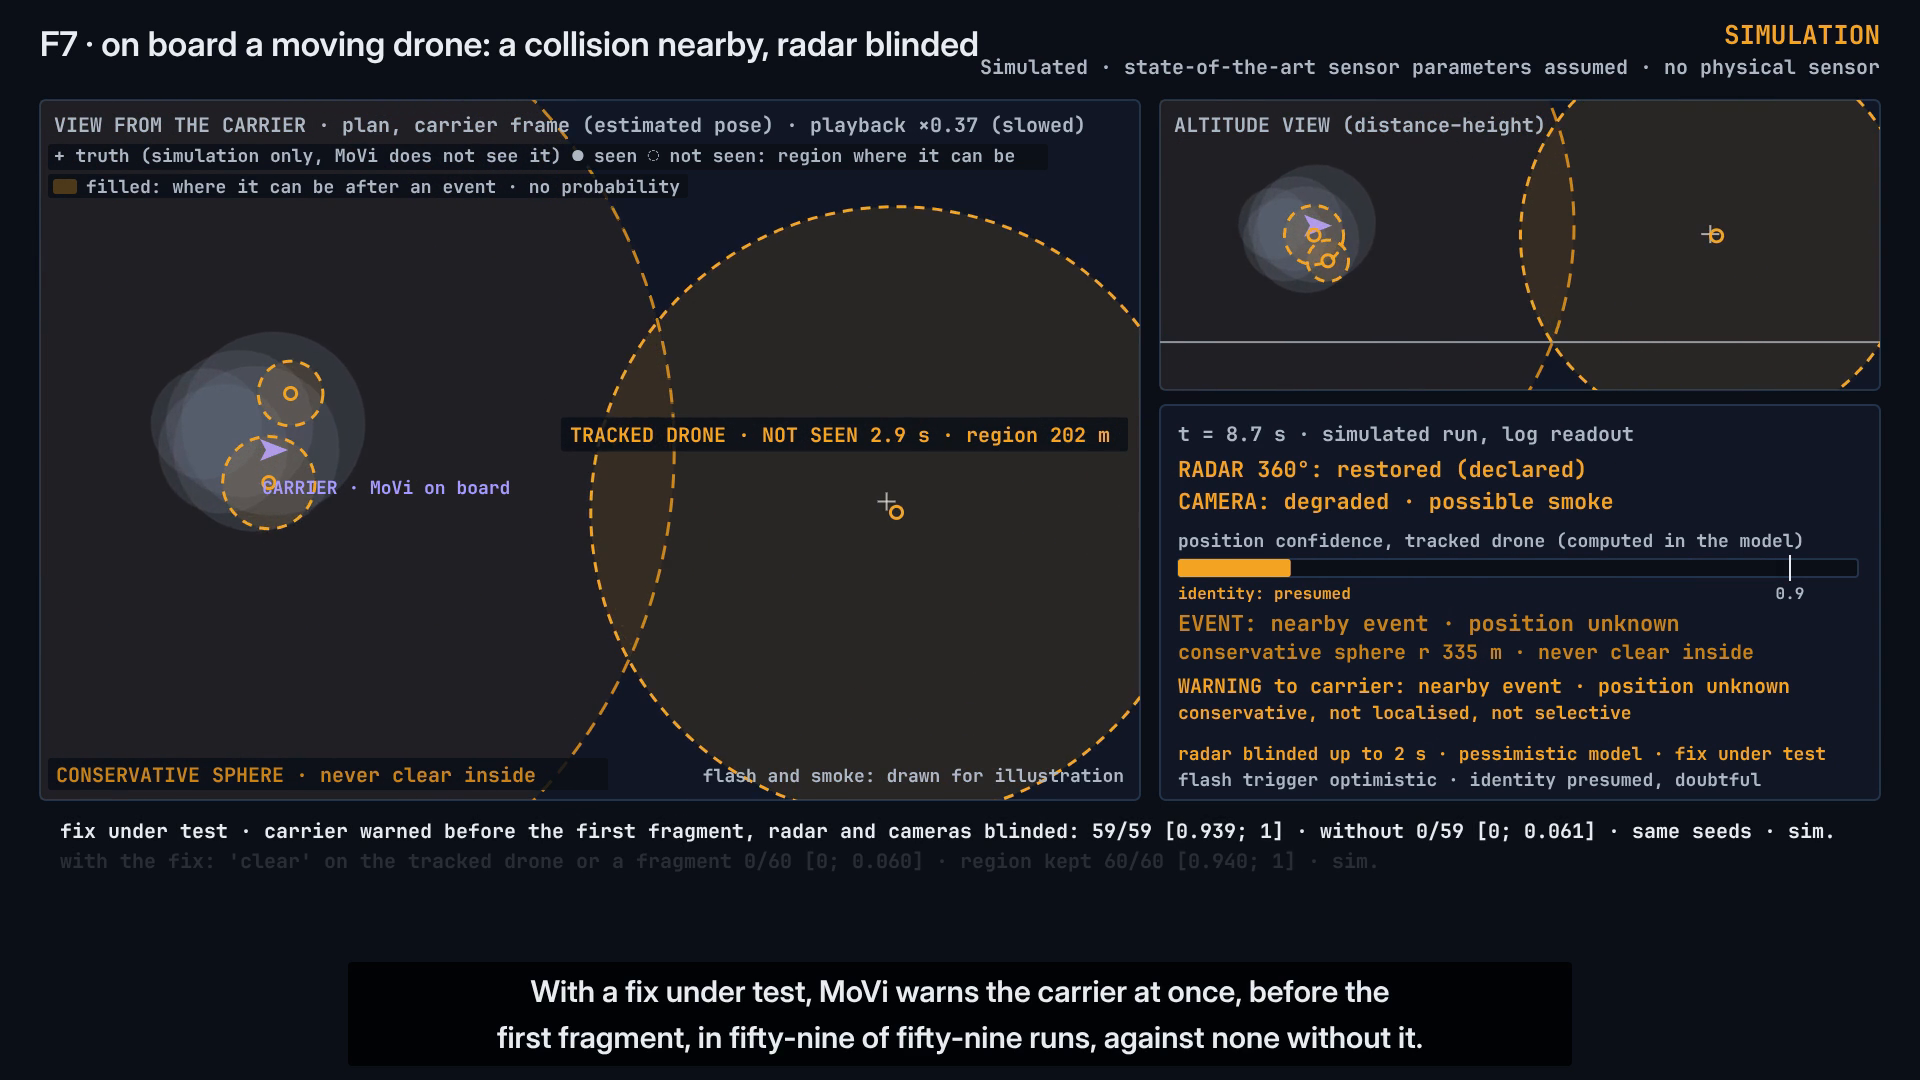 F7 · on board a moving drone: a collision nearby, radar blinded
SIMULATION
Simulated · state-of-the-art sensor parameters assumed · no physical sensor
VIEW FROM THE CARRIER · plan, carrier frame (estimated pose) · playback ×0.37 (slowed)
+ truth (simulation only, MoVi does not see it) ● seen ◌ not seen: region where it can be
filled: where it can be after an event · no probability
TRACKED DRONE · NOT SEEN 2.9 s · region 202 m
CARRIER · MoVi on board
CONSERVATIVE SPHERE · never clear inside
flash and smoke: drawn for illustration
ALTITUDE VIEW (distance-height)
t = 8.7 s · simulated run, log readout
RADAR 360°: restored (declared)
CAMERA: degraded · possible smoke
position confidence, tracked drone (computed in the model)
identity: presumed
0.9
EVENT: nearby event · position unknown
conservative sphere r 335 m · never clear inside
WARNING to carrier: nearby event · position unknown
conservative, not localised, not selective
radar blinded up to 2 s · pessimistic model · fix under test
flash trigger optimistic · identity presumed, doubtful
fix under test · carrier warned before the first fragment, radar and cameras blinded: 59/59 [0.939; 1] · without 0/59 [0; 0.061] · same seeds · sim.
with the fix: 'clear' on the tracked drone or a fragment 0/60 [0; 0.060] · region kept 60/60 [0.940; 1] · sim.
With a fix under test, MoVi warns the carrier at once, before the
first fragment, in fifty-nine of fifty-nine runs, against none without it.